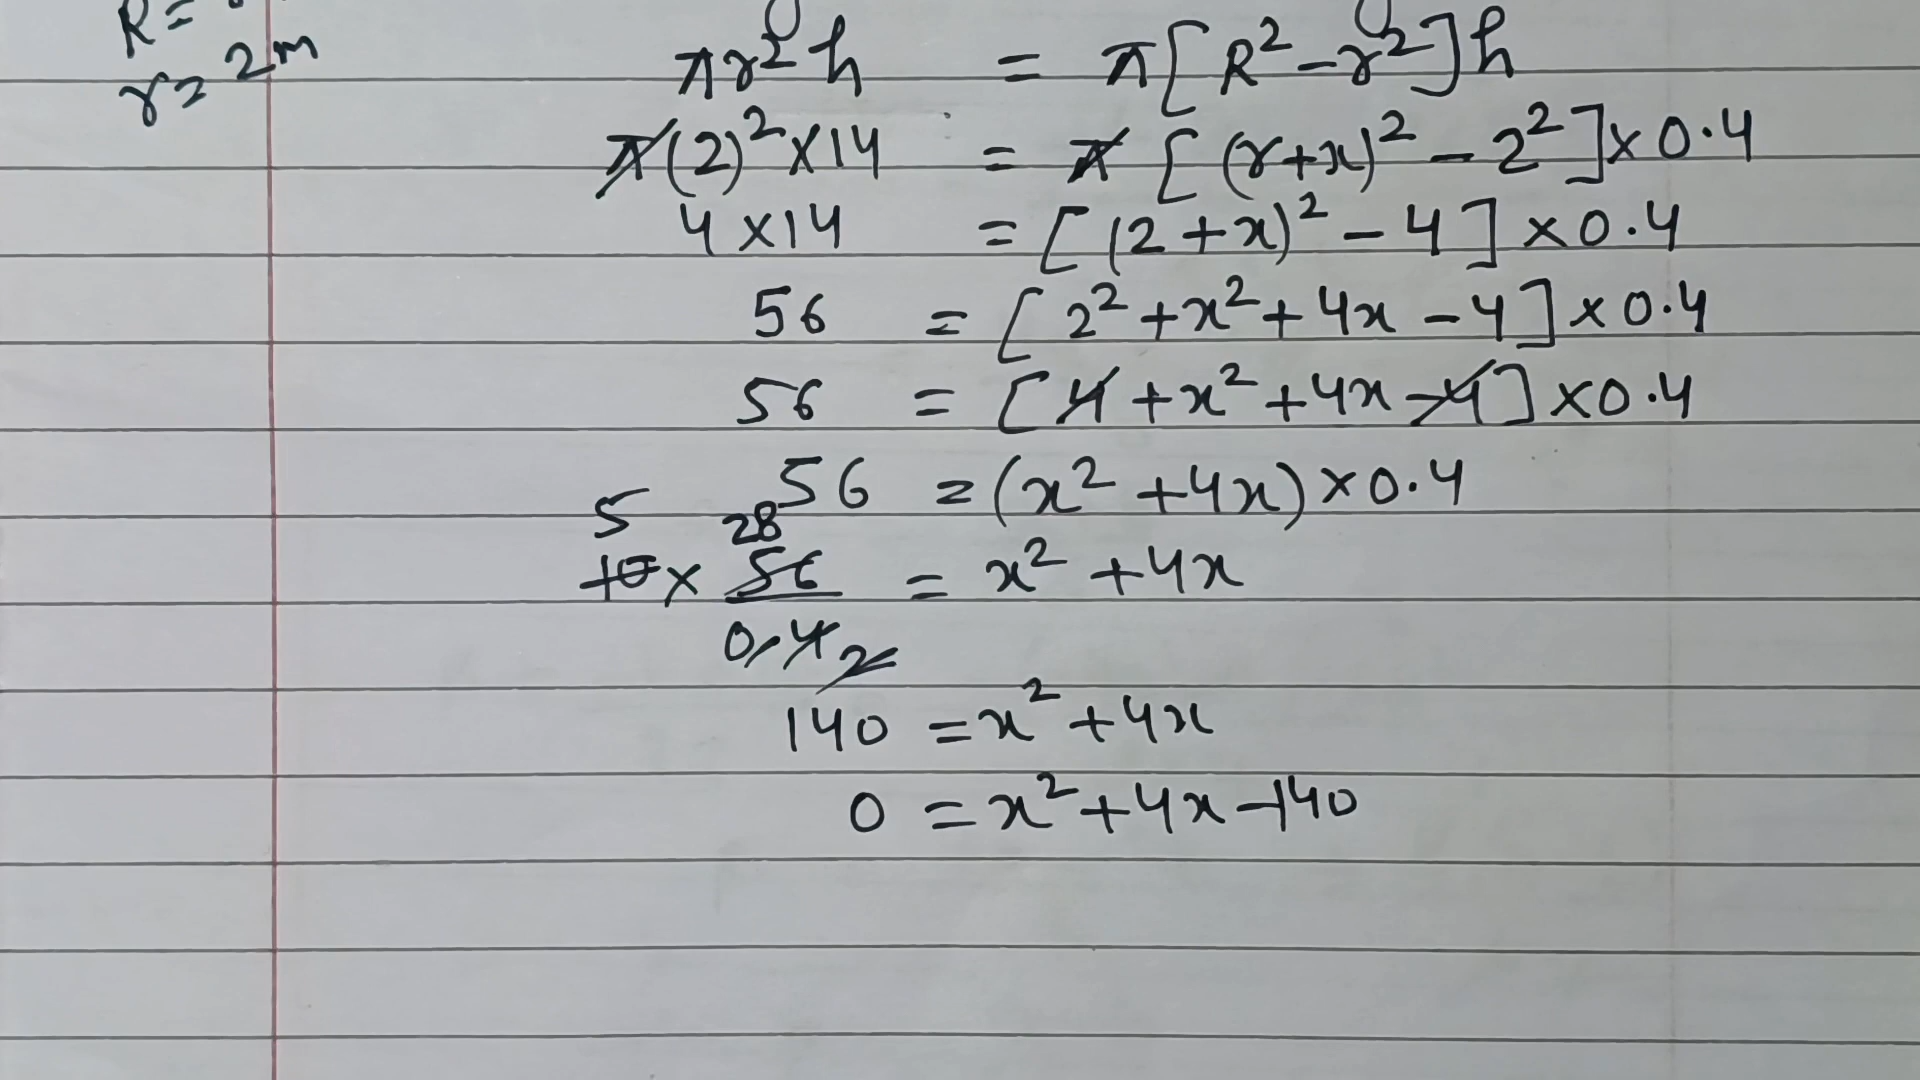 R =
r = 2m
πr²h = π[R²-r²]h
π(2)² × 14 = π[(r+x)² - 2²] × 0.4
4 × 14 = [(2+x)² - 4] × 0.4
56 = [2² + x² + 4x - 4] × 0.4
56 = [4 + x² + 4x - 4] × 0.4
56 = (x² + 4x) × 0.4
5 28
10 × 56/0.4 = x² + 4x
2
140 = x² + 4x
0 = x² + 4x - 140